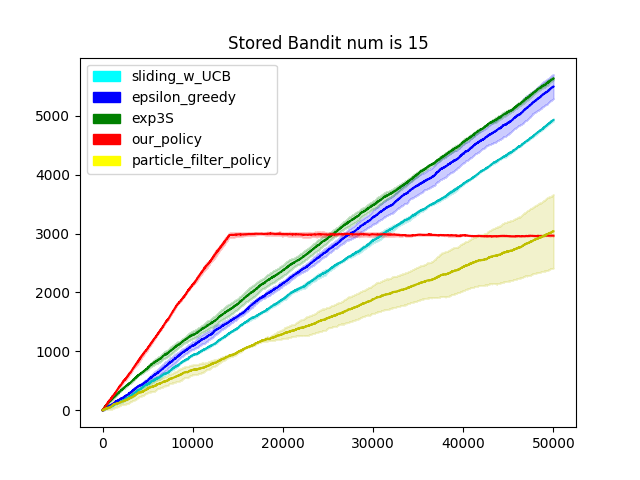 Stored Bandit num is 15
sliding_w_UCB
epsilon_greedy
exp3S
our_policy
particle_filter_policy
5000
4000
3000
2000
1000
0
0 10000 20000 30000 40000 50000